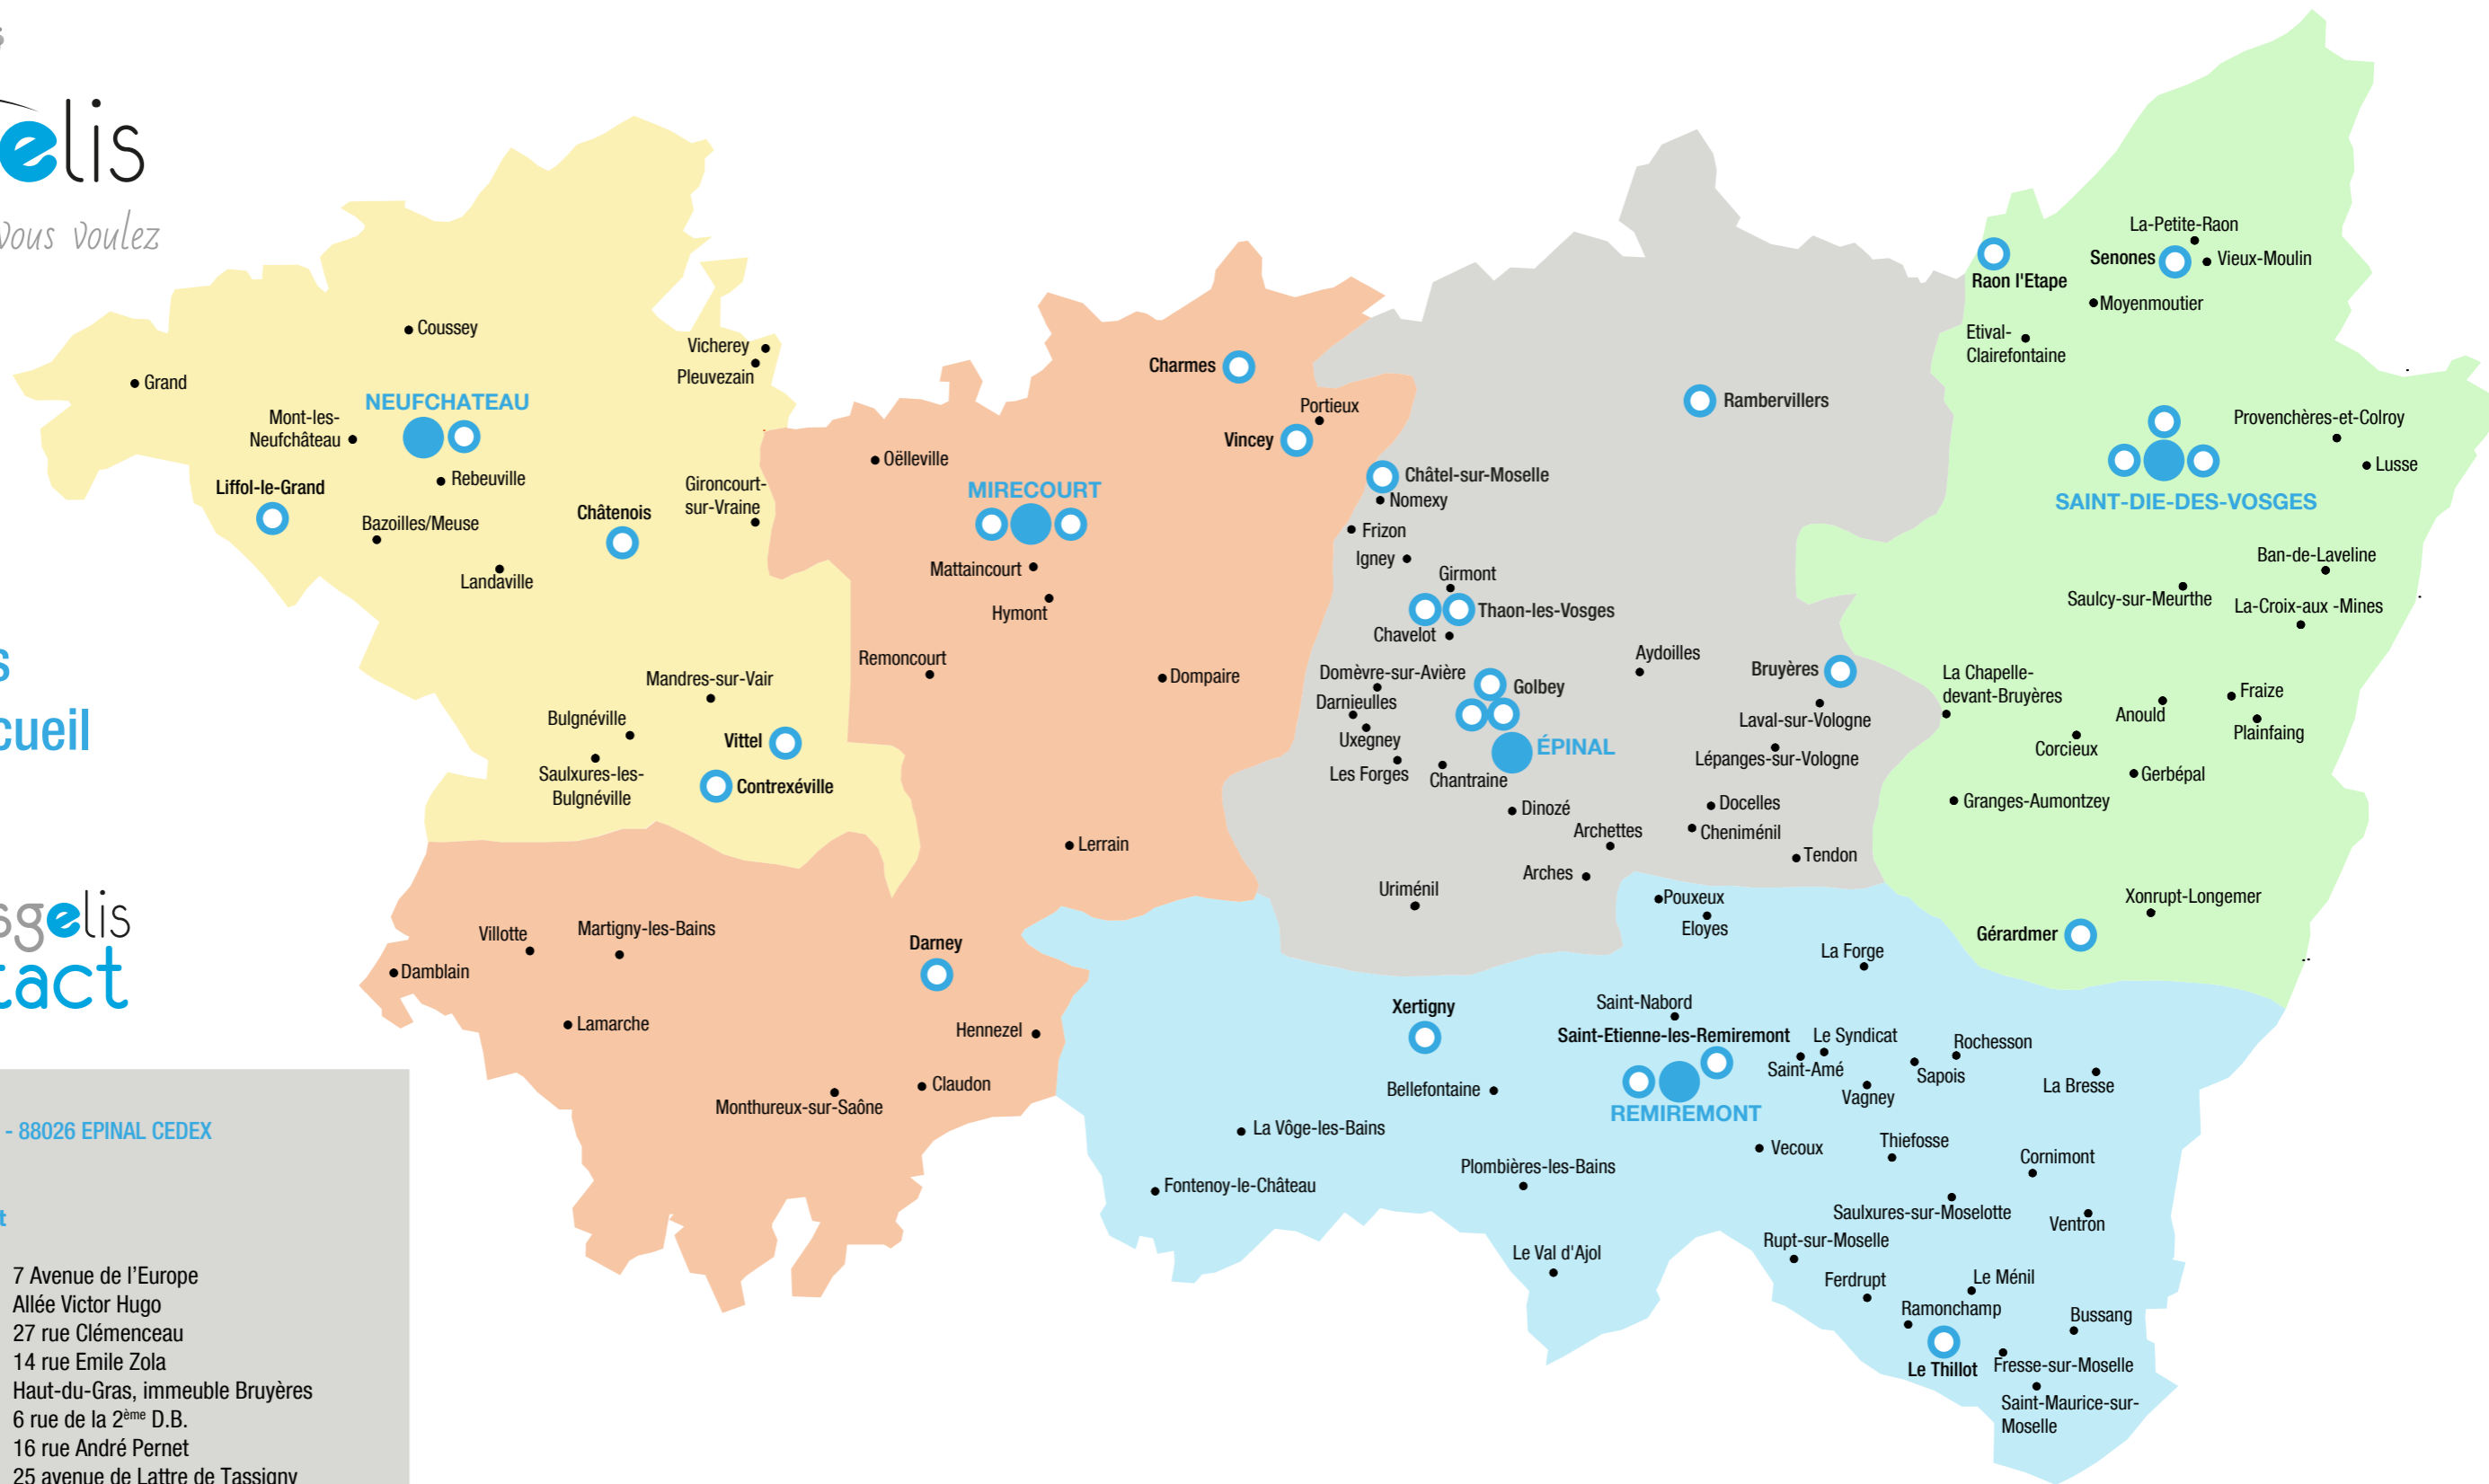 s
elis
vous voulez
s
cueil
sgelis
tact
- 88026 EPINAL CEDEX
t
7 Avenue de l'Europe
Allée Victor Hugo
27 rue Clémenceau
14 rue Emile Zola
Haut-du-Gras, immeuble Bruyères
6 rue de la 2ème D.B.
16 rue André Pernet
25 avenue de Lattre de Tassigny
Coussey
Grand
Vicherey
Pleuvezain
NEUFCHATEAU
Mont-les-
Neufchâteau
Rebeuville
Liffol-le-Grand
Bazoilles/Meuse
Châtenois
Gironcourt-
sur-Vraine
Landaville
Mandres-sur-Vair
Bulgnéville
Vittel
Saulxures-les-
Bulgnéville
Contrexéville
Charmes
Portieux
Vincey
Oëlleville
MIRECOURT
Mattaincourt
Hymont
Remoncourt
Dompaire
Lerrain
Villotte
Martigny-les-Bains
Darney
Damblain
Lamarche
Hennezel
Claudon
Monthureux-sur-Saône
Rambervillers
Châtel-sur-Moselle
Nomexy
Frizon
Igney
Girmont
Thaon-les-Vosges
Chavelot
Aydoilles
Bruyères
Domèvre-sur-Avière
Golbey
Darnieulles
Laval-sur-Vologne
Uxegney
ÉPINAL
Lépanges-sur-Vologne
Les Forges
Chantraine
Dinozé
Docelles
Archettes
Cheniménil
Tendon
Arches
Uriménil
La-Petite-Raon
Senones
Vieux-Moulin
Raon l'Etape
Moyenmoutier
Etival-
Clairefontaine
Provenchères-et-Colroy
Lusse
SAINT-DIE-DES-VOSGES
Ban-de-Laveline
Saulcy-sur-Meurthe
La-Croix-aux -Mines
La Chapelle-
devant-Bruyères
Fraize
Anould
Plainfaing
Corcieux
Gerbépal
Granges-Aumontzey
Xonrupt-Longemer
Gérardmer
Pouxeux
Eloyes
La Forge
Xertigny
Saint-Nabord
Saint-Etienne-les-Remiremont
Le Syndicat
Rochesson
Saint-Amé
Sapois
La Bresse
Bellefontaine
Vagney
REMIREMONT
La Vôge-les-Bains
Vecoux
Thiefosse
Cornimont
Plombières-les-Bains
Fontenoy-le-Château
Saulxures-sur-Moselotte
Ventron
Rupt-sur-Moselle
Le Val d'Ajol
Ferdrupt
Le Ménil
Ramonchamp
Bussang
Le Thillot
Fresse-sur-Moselle
Saint-Maurice-sur-
Moselle